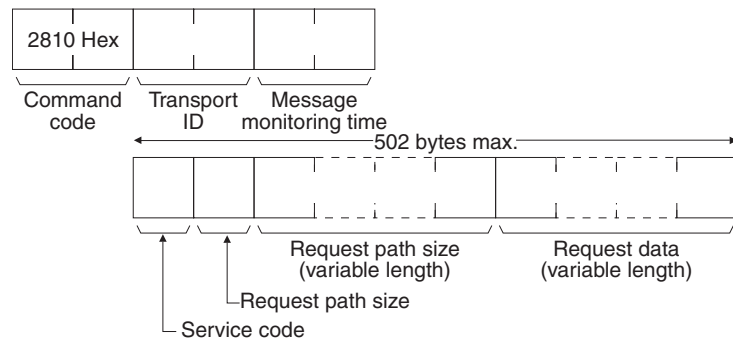 2810 Hex
Command code
Transport ID
Message monitoring time
502 bytes max.
Request path size (variable length)
Request data (variable length)
Request path size
Service code